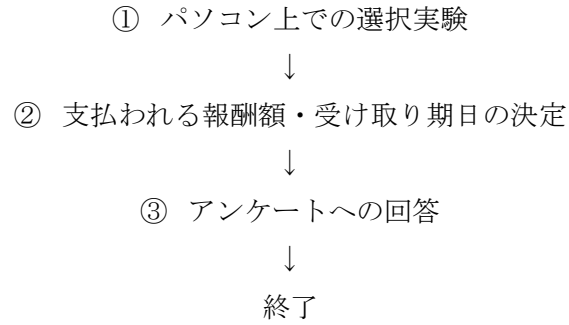 ① パソコン上での選択実験
↓
② 支払われる報酬額・受け取り期日の決定
↓
③ アンケートへの回答
↓
終了